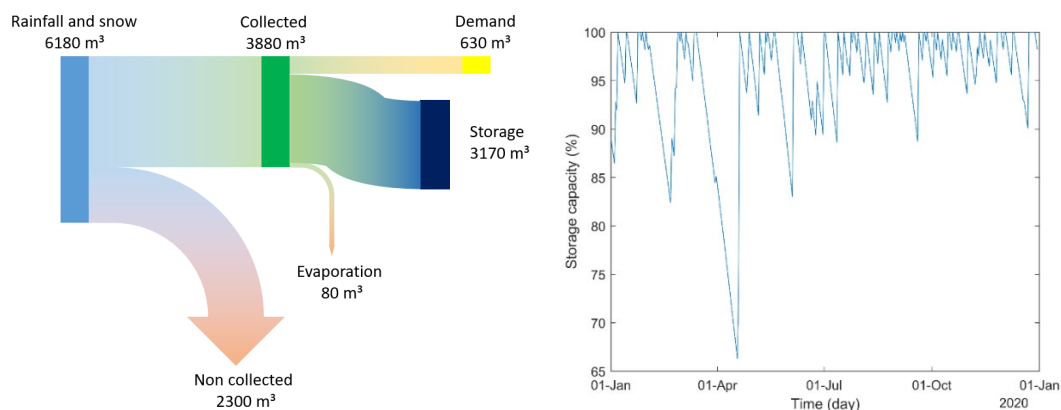 Rainfall and snow
6180 m³
Collected
3880 m³
Demand
630 m³
Storage
3170 m³
Evaporation
80 m³
Non collected
2300 m³
Storage capacity (%)
100
95
90
85
80
75
70
65
01-Jan
01-Apr
01-Jul
01-Oct
01-Jan
Time (day)
2020